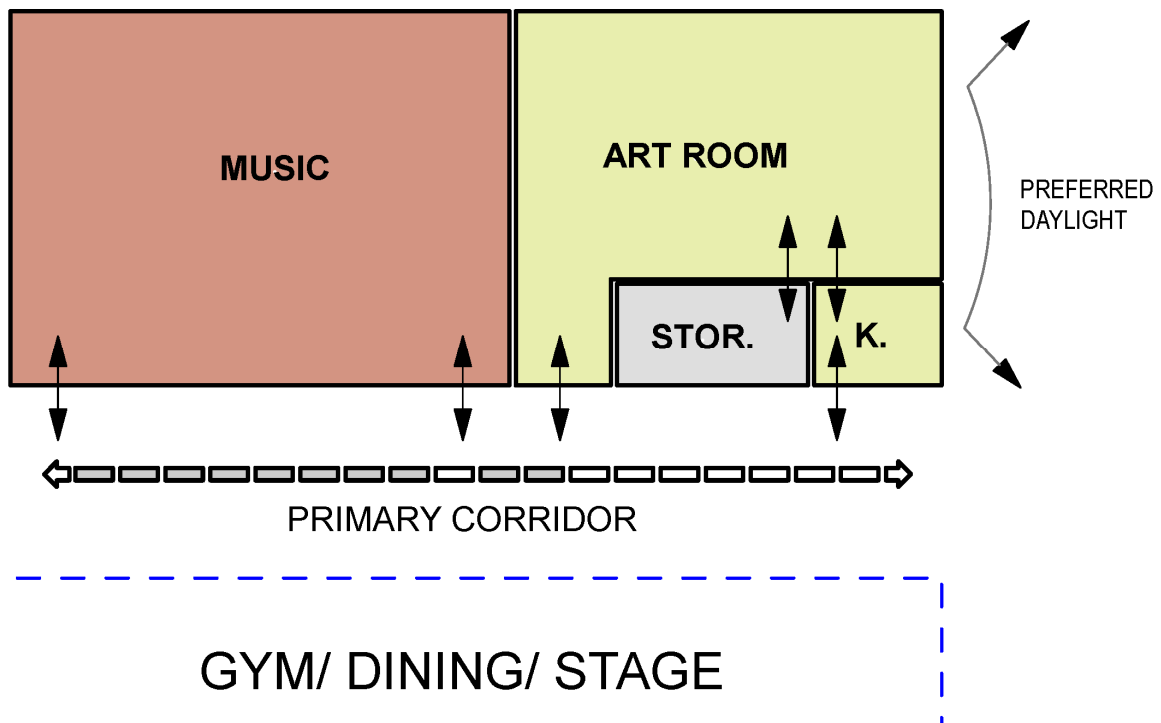 MUSIC
ART ROOM
PREFERRED
DAYLIGHT
STOR.
K.
PRIMARY CORRIDOR
GYM/ DINING/ STAGE